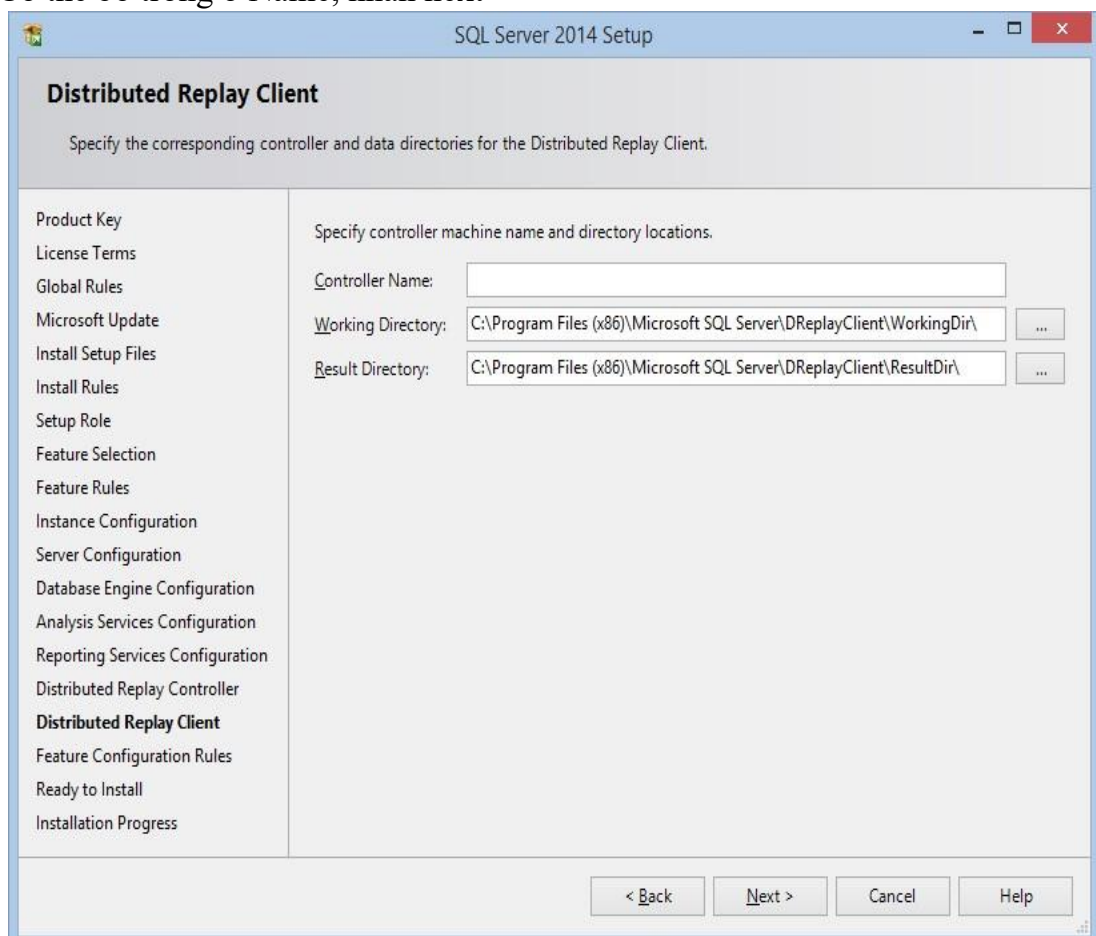 SQL Server 2014 Setup
Distributed Replay Client
Specify the corresponding controller and data directories for the Distributed Replay Client.
Product Key
License Terms
Global Rules
Microsoft Update
Install Setup Files
Install Rules
Setup Role
Feature Selection
Feature Rules
Instance Configuration
Server Configuration
Database Engine Configuration
Analysis Services Configuration
Reporting Services Configuration
Distributed Replay Controller
Distributed Replay Client
Feature Configuration Rules
Ready to Install
Installation Progress
Specify controller machine name and directory locations.
Controller Name:
Working Directory: C:\Program Files (x86)\Microsoft SQL Server\DReplayClient\WorkingDir\ ...
Result Directory: C:\Program Files (x86)\Microsoft SQL Server\DReplayClient\ResultDir\ ...
< Back Next > Cancel Help